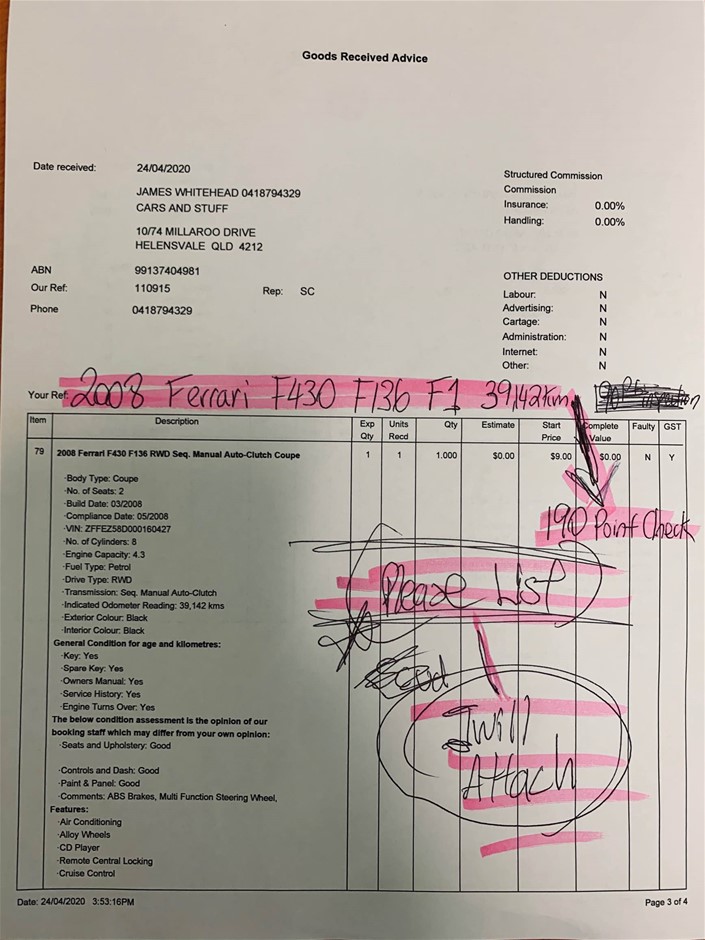 Goods Received Advice
Date received: 24/04/2020
JAMES WHITEHEAD 0418794329
CARS AND STUFF
10/74 MILLAROO DRIVE
HELENSVALE QLD 4212
ABN 99137404981
Our Ref: 110915 Rep: SC
Phone 0418794329
Structured Commission
Commission
Insurance: 0.00%
Handling: 0.00%
OTHER DEDUCTIONS
Labour: N
Advertising: N
Cartage: N
Administration: N
Internet: N
Other: N
Your Ref: 2008 Ferrari F430 F136 F1 39,142km
Item Description Exp Qty Units Recd Qty Estimate Start Price Complete Value Faulty GST
79 2008 Ferrari F430 F136 RWD Seq. Manual Auto-Clutch Coupe 1 1 1.000 $0.00 $9.00 $0.00 N Y
·Body Type: Coupe
·No. of Seats: 2
·Build Date: 03/2008
·Compliance Date: 05/2008
·VIN: ZFFEZ58D000160427
·No. of Cylinders: 8
·Engine Capacity: 4.3
·Fuel Type: Petrol
·Drive Type: RWD
·Transmission: Seq. Manual Auto-Clutch
·Indicated Odometer Reading: 39,142 kms
·Exterior Colour: Black
·Interior Colour: Black
General Condition for age and kilometres:
·Key: Yes
·Spare Key: Yes
·Owners Manual: Yes
·Service History: Yes
·Engine Turns Over: Yes
The below condition assessment is the opinion of our
booking staff which may differ from your own opinion:
·Seats and Upholstery: Good
·Controls and Dash: Good
·Paint & Panel: Good
·Comments: ABS Brakes, Multi Function Steering Wheel,
Features:
·Air Conditioning
·Alloy Wheels
·CD Player
·Remote Central Locking
·Cruise Control
190 Point Check
Please List
I will
Attach
Date: 24/04/2020 3:53:16PM Page 3 of 4